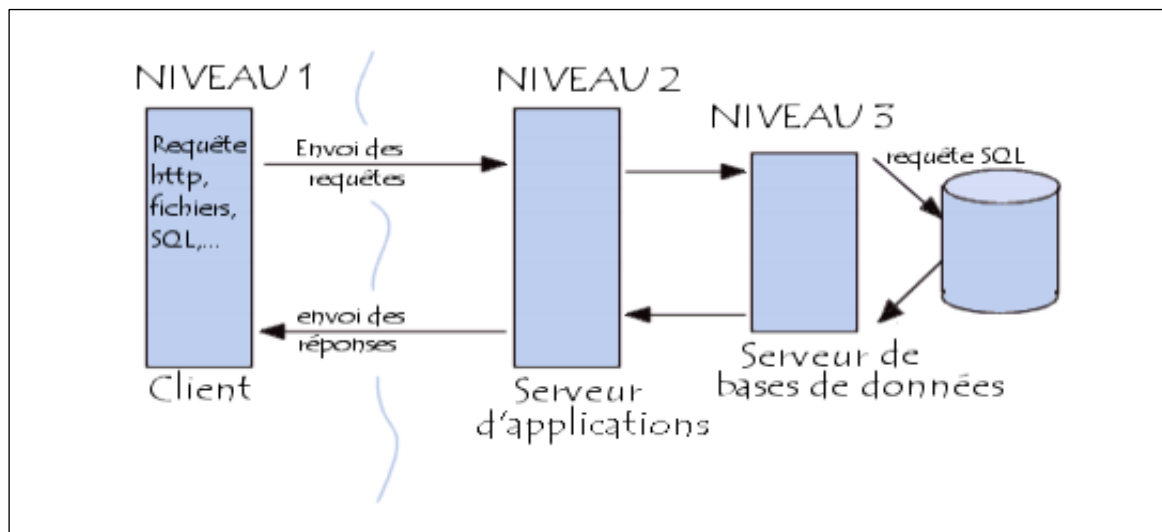 NIVEAU 1
Requête
http,
fichiers,
SQL,...
Client
Envoi des
requêtes
envoi des
réponses
NIVEAU 2
Serveur
d'applications
NIVEAU 3
Serveur de
bases de données
requête SQL